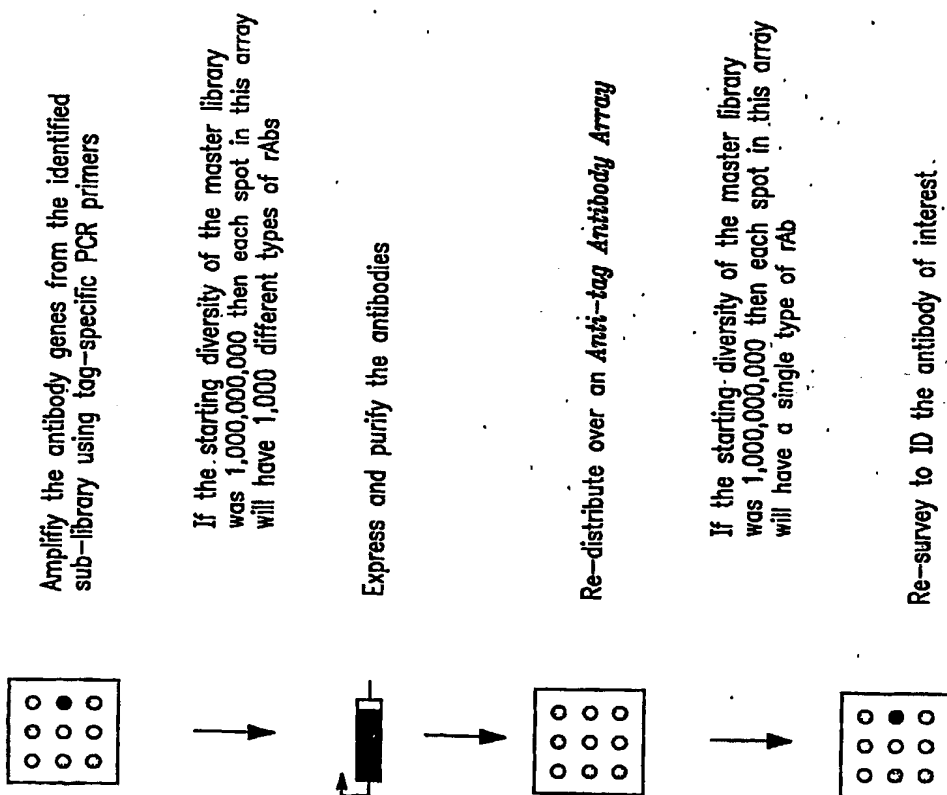 Amplifiy the antibody genes from the identified
sub-library using tag-specific PCR primers
If the starting diversity of the master library
was 1,000,000,000 then each spot in this array
will have 1,000 different types of rAbs
Express and purify the antibodies
Re-distribute over an Anti-tag Antibody Array
If the starting diversity of the master library
was 1,000,000,000 then each spot in this array
will have a single type of rAb
Re-survey to ID the antibody of interest